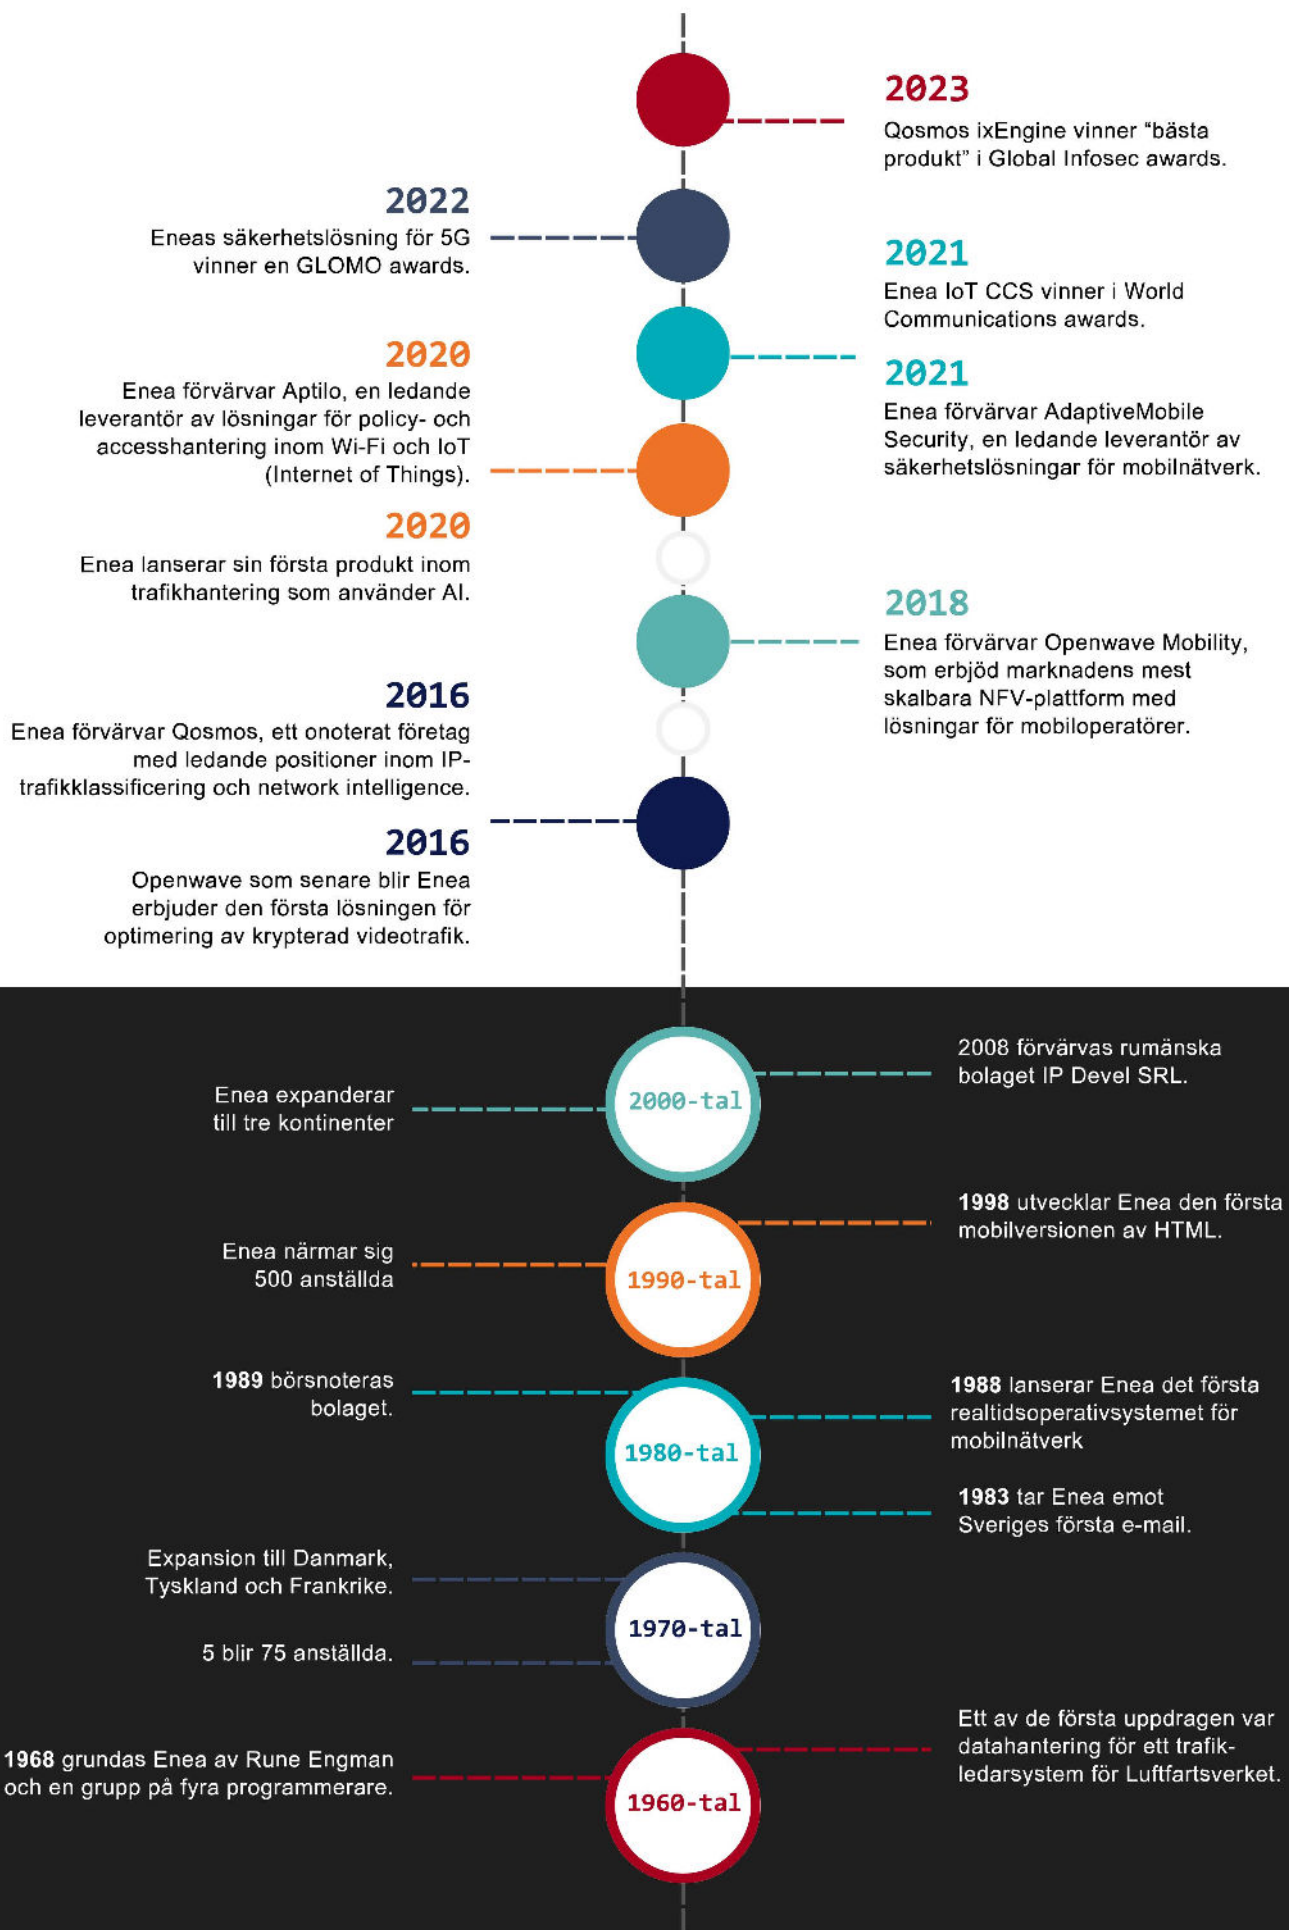 2023
Qosmos ixEngine vinner “bästa
produkt” i Global Infosec awards.
2022
Eneas säkerhetslösning för 5G
vinner en GLOMO awards.
2021
Enea IoT CCS vinner i World
Communications awards.
2020
Enea förvärvar Aptilo, en ledande
leverantör av lösningar för policy- och
accesshantering inom Wi-Fi och IoT
(Internet of Things).
2021
Enea förvärvar AdaptiveMobile
Security, en ledande leverantör av
säkerhetslösningar för mobilnätverk.
2020
Enea lanserar sin första produkt inom
trafikhantering som använder AI.
2018
Enea förvärvar Openwave Mobility,
som erbjöd marknadens mest
skalbara NFV-plattform med
lösningar för mobiloperatörer.
2016
Enea förvärvar Qosmos, ett onoterat företag
med ledande positioner inom IP-
trafikklassificering och network intelligence.
2016
Openwave som senare blir Enea
erbjuder den första lösningen för
optimering av krypterad videotrafik.
2008 förvärvas rumänska
bolaget IP Devel SRL.
Enea expanderar
till tre kontinenter
2000-tal
1998 utvecklar Enea den första
mobilversionen av HTML.
Enea närmar sig
500 anställda
1990-tal
1989 börsnoteras
bolaget.
1988 lanserar Enea det första
realtidsoperativsystemet för
mobilnätverk
1980-tal
1983 tar Enea emot
Sveriges första e-mail.
Expansion till Danmark,
Tyskland och Frankrike.
1970-tal
5 blir 75 anställda.
Ett av de första uppdragen var
datahantering för ett trafik-
ledarsystem för Luftfartsverket.
1968 grundas Enea av Rune Engman
och en grupp på fyra programmerare.
1960-tal